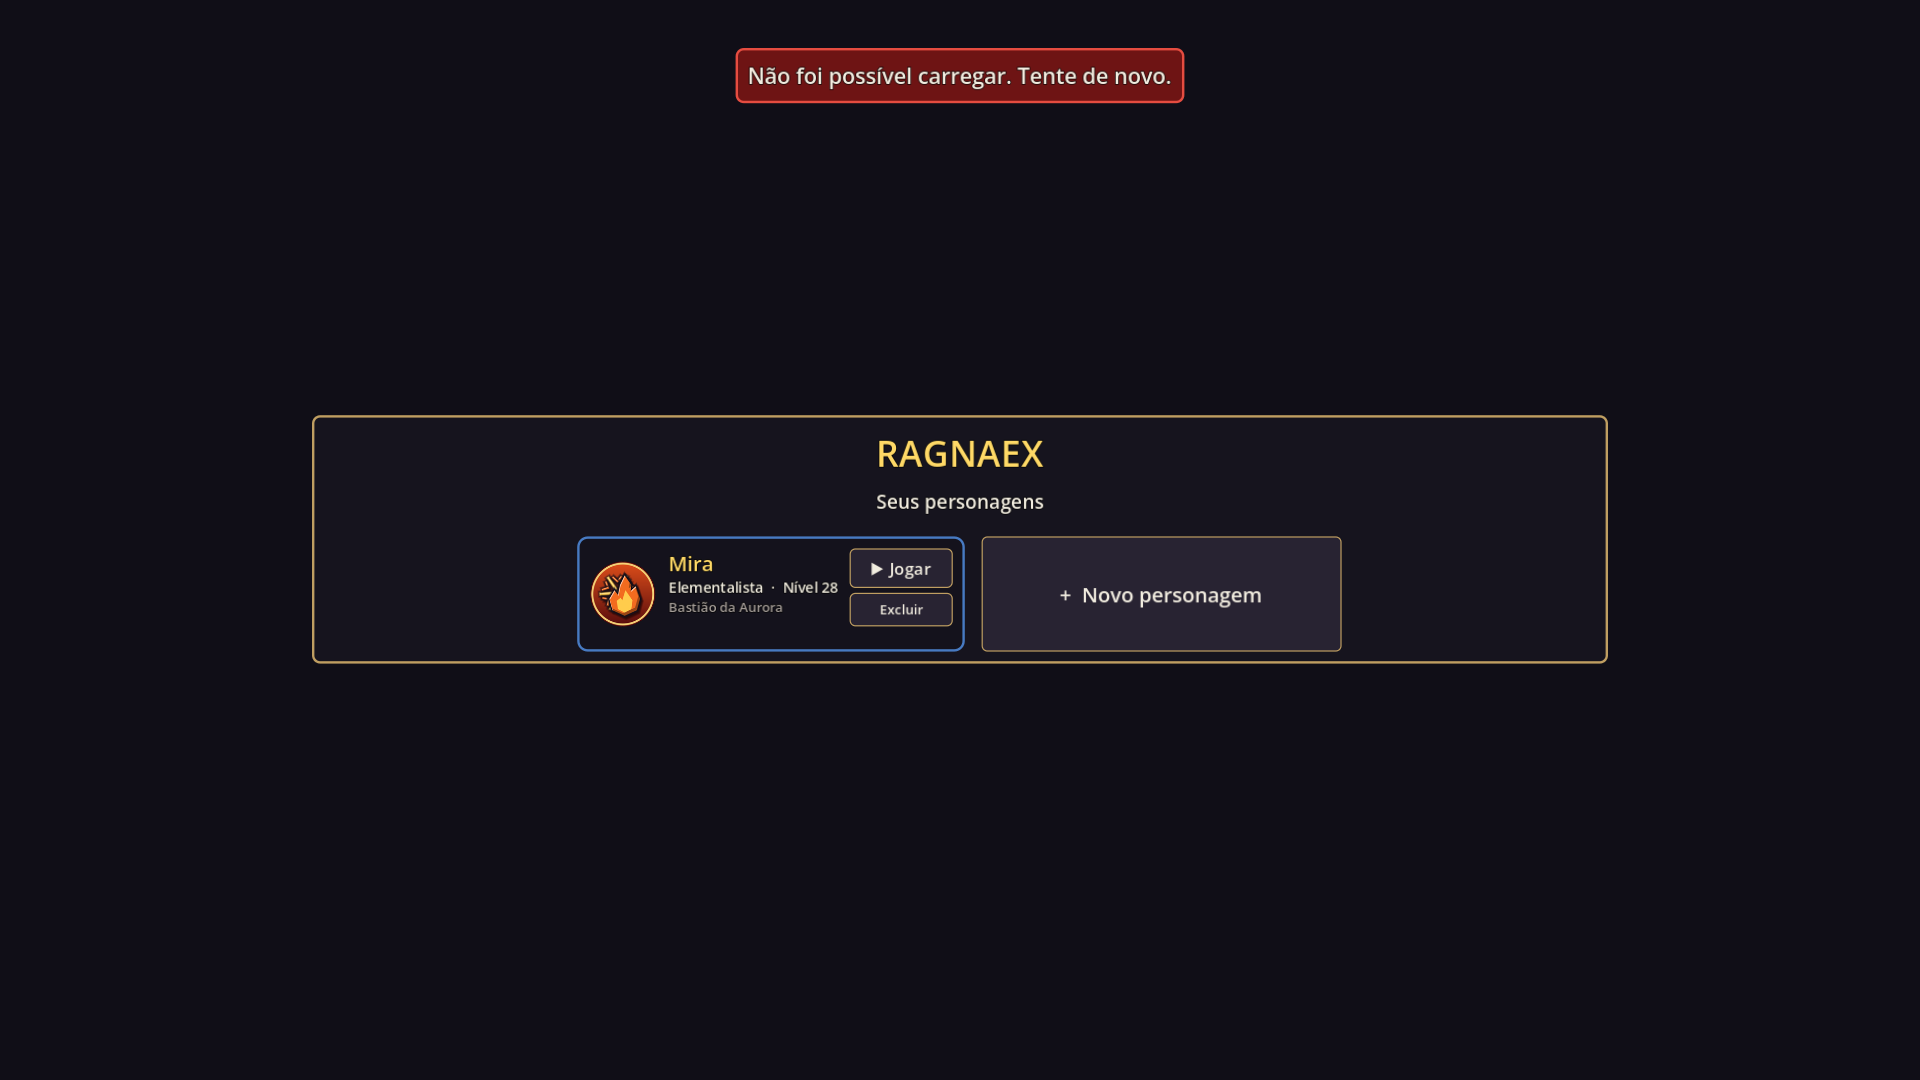 Não foi possível carregar. Tente de novo.
RAGNAEX
Seus personagens
Mira
Elementalista · Nível 28
Bastião da Aurora
▶ Jogar
Excluir
+ Novo personagem